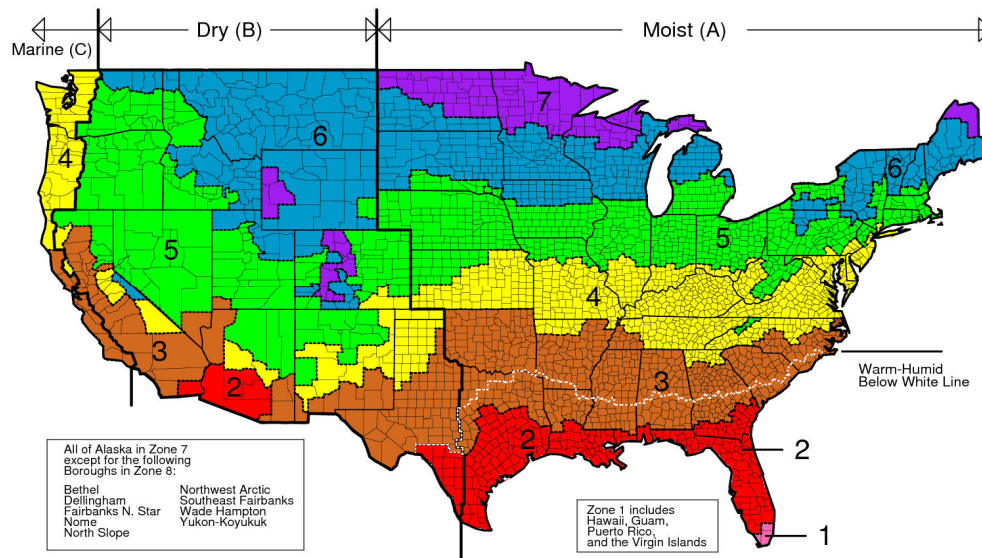 Marine (C)
Dry (B)
Moist (A)
7
6
6
5
4
5
5
4
3
3
2
2
Warm-Humid
Below White Line
2
1
All of Alaska in Zone 7
except for the following
Boroughs in Zone 8:
Bethel
Dellingham
Fairbanks N. Star
Nome
North Slope
Northwest Arctic
Southeast Fairbanks
Wade Hampton
Yukon-Koyukuk
Zone 1 includes
Hawaii, Guam,
Puerto Rico,
and the Virgin Islands